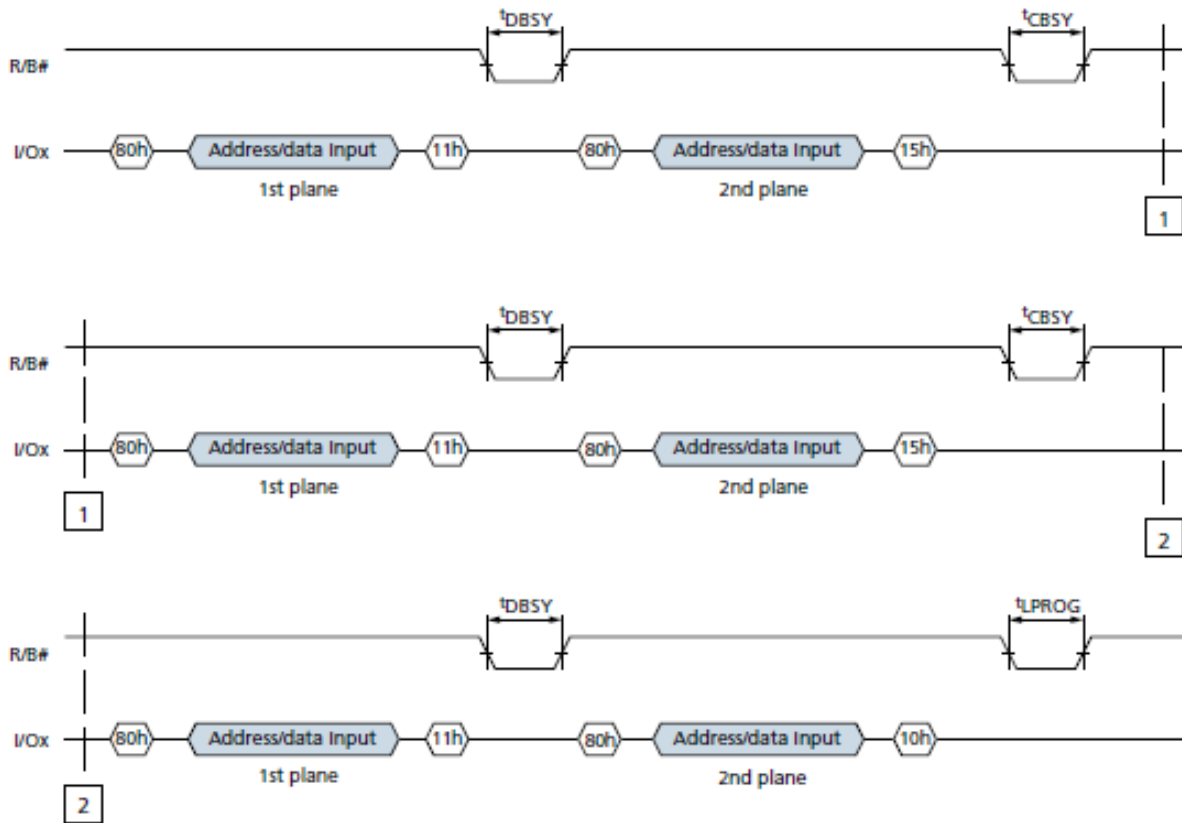 tDBSY tCBSY
R/B#
I/Ox 80h Address/data Input 11h 80h Address/data Input 15h
1st plane 2nd plane
1
tDBSY tCBSY
R/B#
I/Ox 80h Address/data Input 11h 80h Address/data Input 15h
1st plane 2nd plane
1
2
tDBSY tLPROG
R/B#
I/Ox 80h Address/data Input 11h 80h Address/data Input 10h
1st plane 2nd plane
2